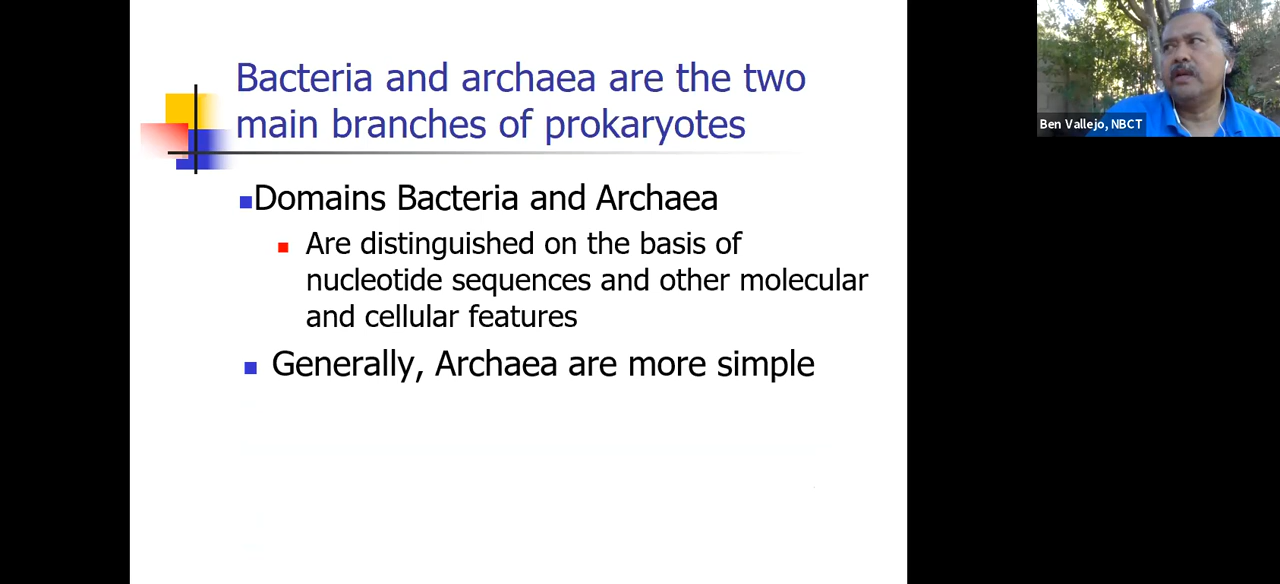 Bacteria and archaea are the two
main branches of prokaryotes
Domains Bacteria and Archaea
Are distinguished on the basis of
nucleotide sequences and other molecular
and cellular features
Generally, Archaea are more simple
Ben Vallejo, NBCT